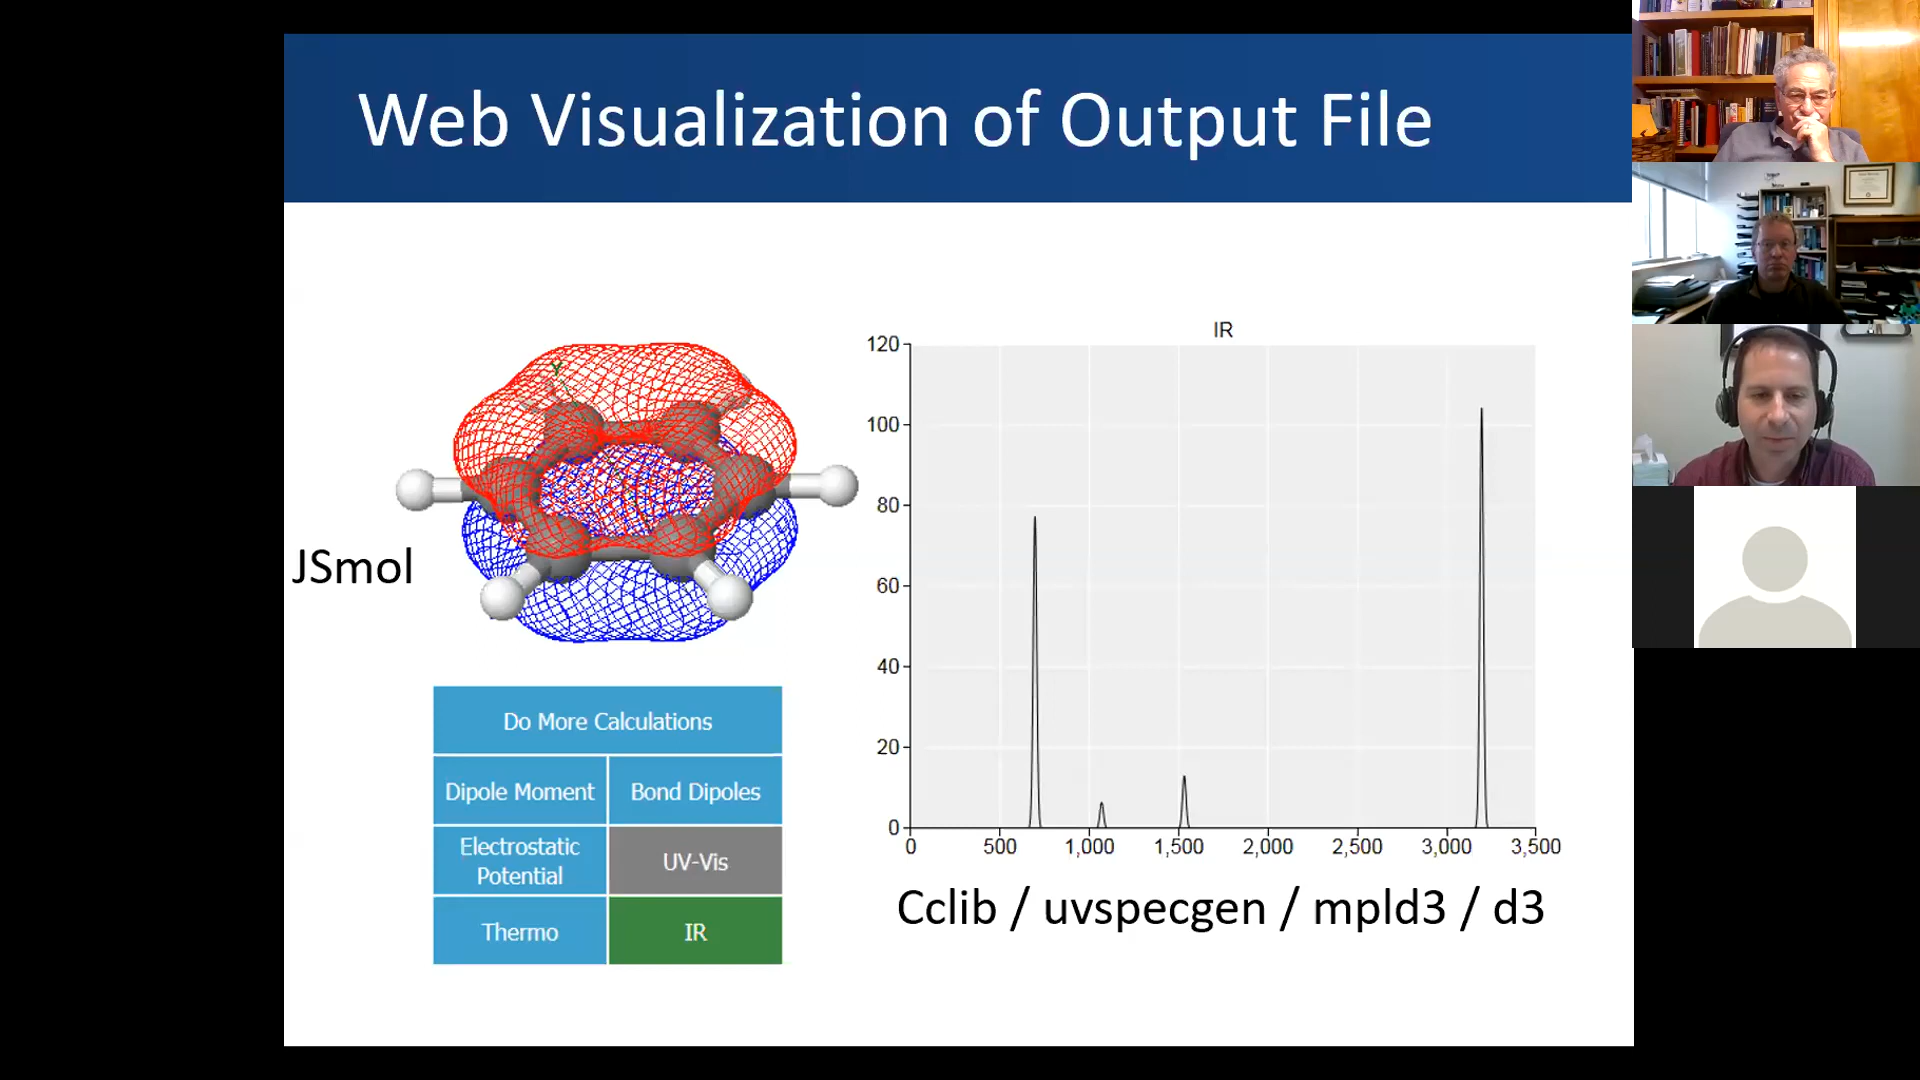 Web Visualization of Output File
JSmol
Y
Do More Calculations
Dipole Moment
Bond Dipoles
Electrostatic
Potential
UV-Vis
Thermo
IR
IR
120
100
80
60
40
20
0
0 500 1,000 1,500 2,000 2,500 3,000 3,500
Cclib / uvspecgen / mpld3 / d3